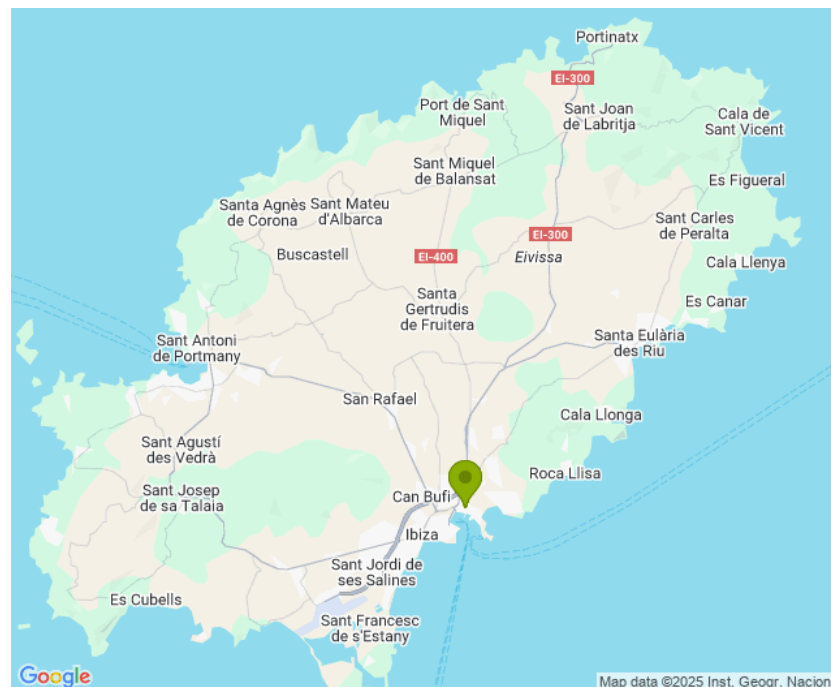 Portinatx
EI-300
Port de Sant
Miquel
Sant Joan
de Labritja
Cala de
Sant Vicent
Sant Miquel
de Balansat
Es Figueral
Santa Agnès
de Corona
Sant Mateu
d'Albarca
Sant Carles
de Peralta
EI-300
Buscastell
EI-400
Eivissa
Cala Llenya
Santa
Gertrudis
de Fruitera
Es Canar
Sant Antoni
de Portmany
Santa Eulària
des Riu
San Rafael
Cala Llonga
Sant Agustí
des Vedrà
Roca Llisa
Sant Josep
de sa Talaia
Can Bufi
Ibiza
Sant Jordi de
ses Salines
Es Cubells
Sant Francesc
de s'Estany
Google
Map data ©2025 Inst. Geogr. Nacion